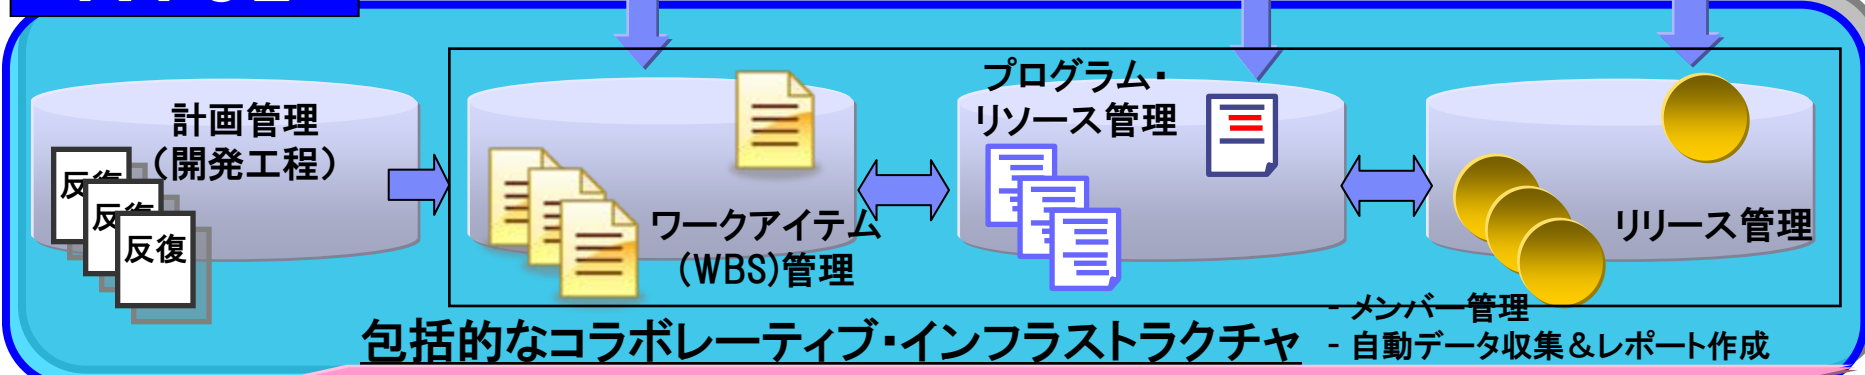 計画管理
（開発工程）
反復
反復
反復
ワークアイテム
(WBS)管理
プログラム・
リソース管理
リリース管理
包括的なコラボレーティブ・インフラストラクチャ
- メンバー管理
- 自動データ収集＆レポート作成